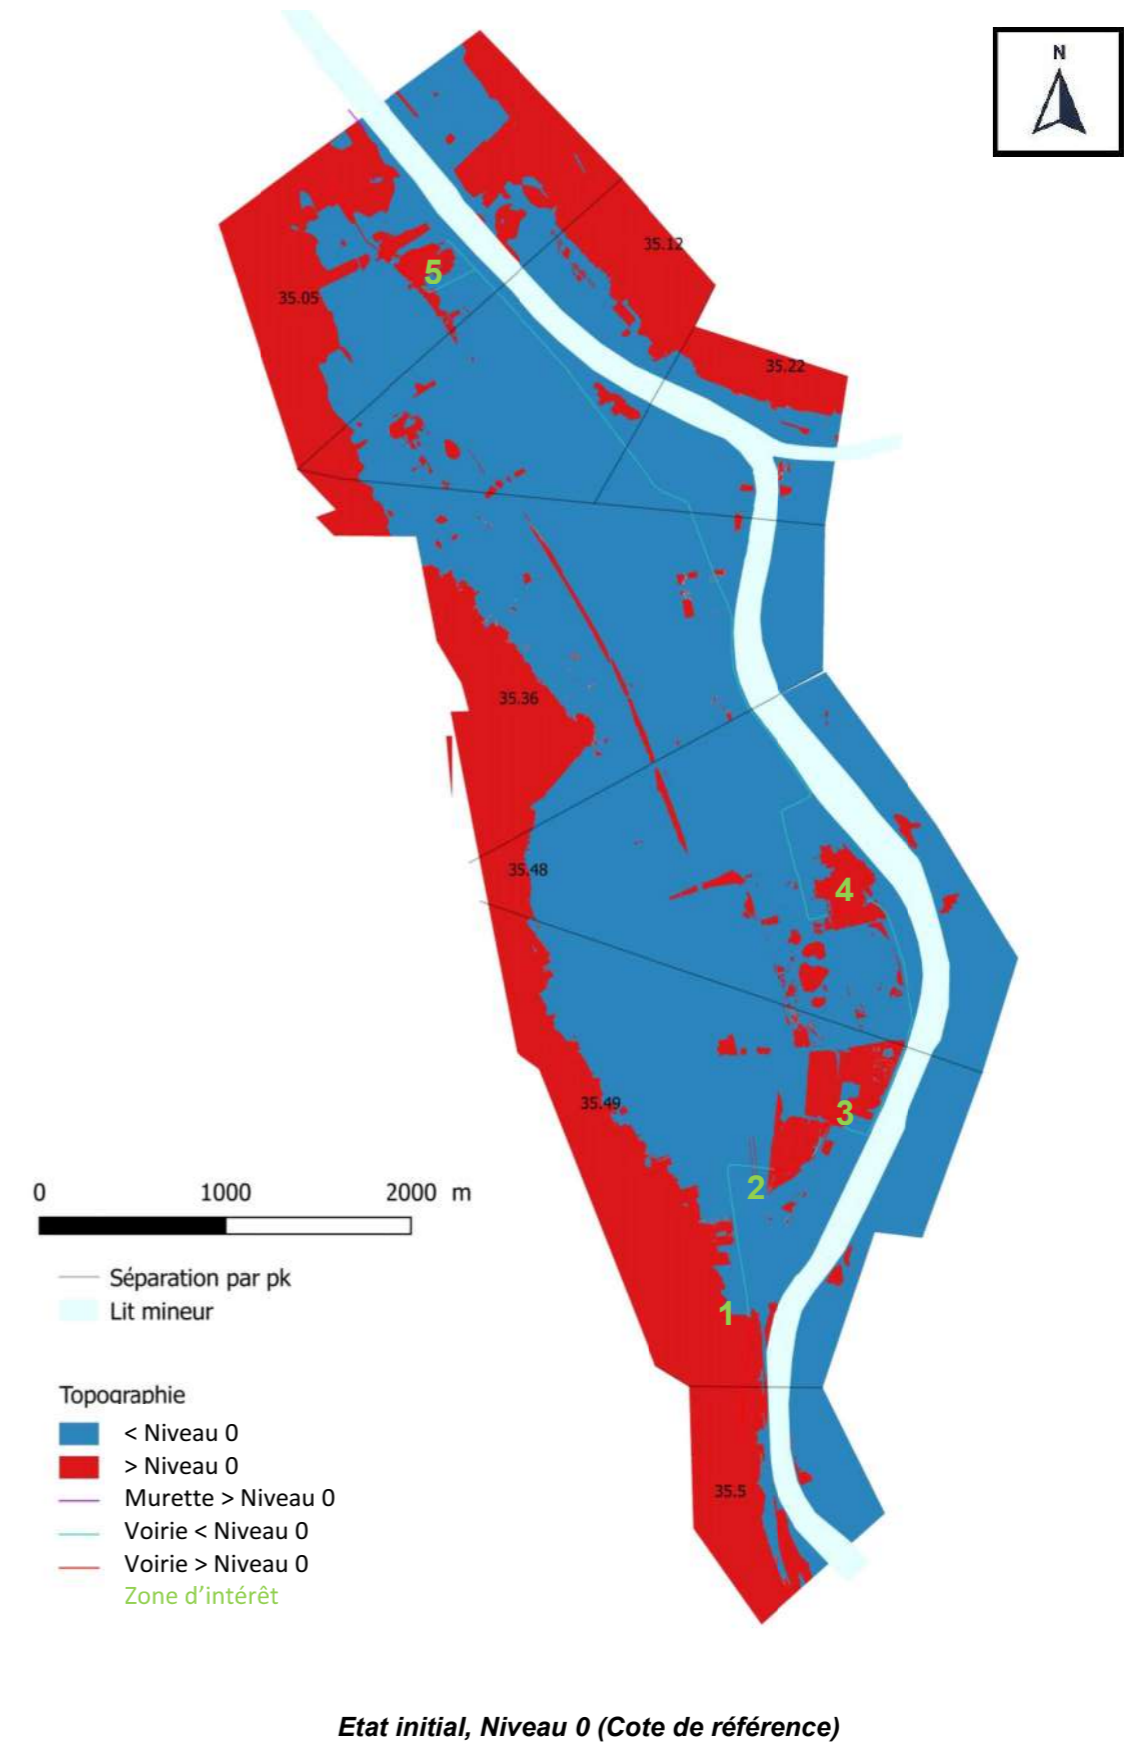 N
35.12
5
35.05
35.22
35.36
35.48
4
35.49
3
2
0 1000 2000 m
Séparation par pk
Lit mineur
1
Topographie
< Niveau 0
> Niveau 0
35.5
Murette > Niveau 0
Voirie < Niveau 0
Voirie > Niveau 0
Zone d'intérêt
Etat initial, Niveau 0 (Cote de référence)